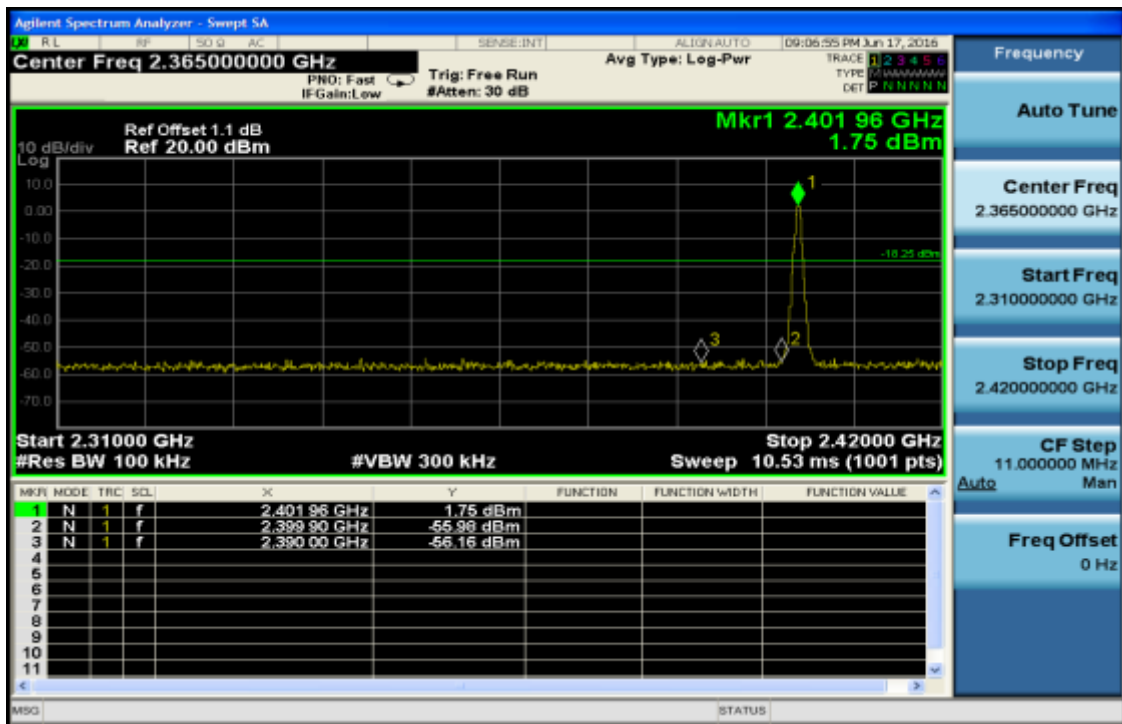 Agilent Spectrum Analyzer - Swept SA
RL RF 50 Ω AC SENSE:INT ALIGN AUTO 09:06:55 PM Jun 17, 2016
Center Freq 2.365000000 GHz
PNO: Fast
IFGain:Low
Trig: Free Run
#Atten: 30 dB
Avg Type: Log-Pwr
TRACE 1 2 3 4 5 6
TYPE M W W W W W
DET P N N N N N
Frequency
Ref Offset 1.1 dB
10 dB/div Ref 20.00 dBm
Log
Mkr1 2.401 96 GHz
1.75 dBm
10.0
0.00
-10.0
-20.0
-30.0
-40.0
-50.0
-60.0
-70.0
1
-18.25 dBm
3
2
Start 2.31000 GHz Stop 2.42000 GHz
#Res BW 100 kHz #VBW 300 kHz Sweep 10.53 ms (1001 pts)
MKR MODE TRC SCL X Y FUNCTION FUNCTION WIDTH FUNCTION VALUE
1 N 1 f 2.401 96 GHz 1.75 dBm
2 N 1 f 2.399 90 GHz -55.98 dBm
3 N 1 f 2.390 00 GHz -56.16 dBm
4
5
6
7
8
9
10
11
Auto Tune
Center Freq
2.365000000 GHz
Start Freq
2.310000000 GHz
Stop Freq
2.420000000 GHz
CF Step
11.000000 MHz
Auto Man
Freq Offset
0 Hz
MSG STATUS